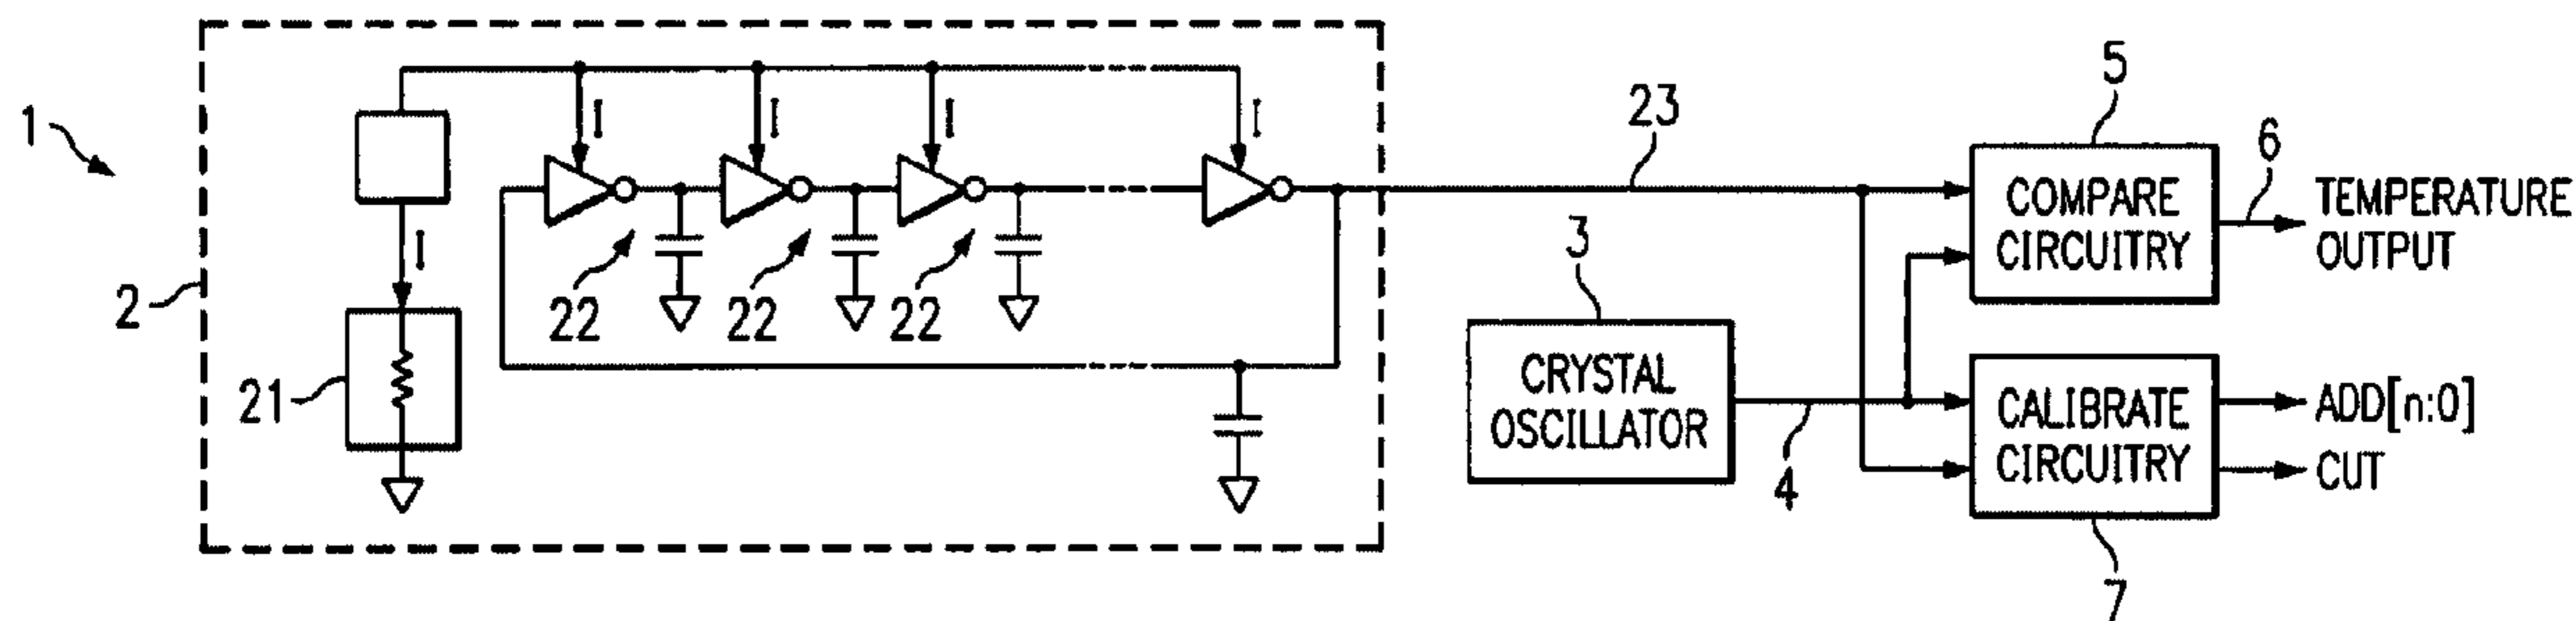 1
2
I
I
I
I
I
21
22
22
22
23
3
CRYSTAL
OSCILLATOR
4
5
COMPARE
CIRCUITRY
6
TEMPERATURE
OUTPUT
CALIBRATE
CIRCUITRY
7
ADD[n:0]
CUT